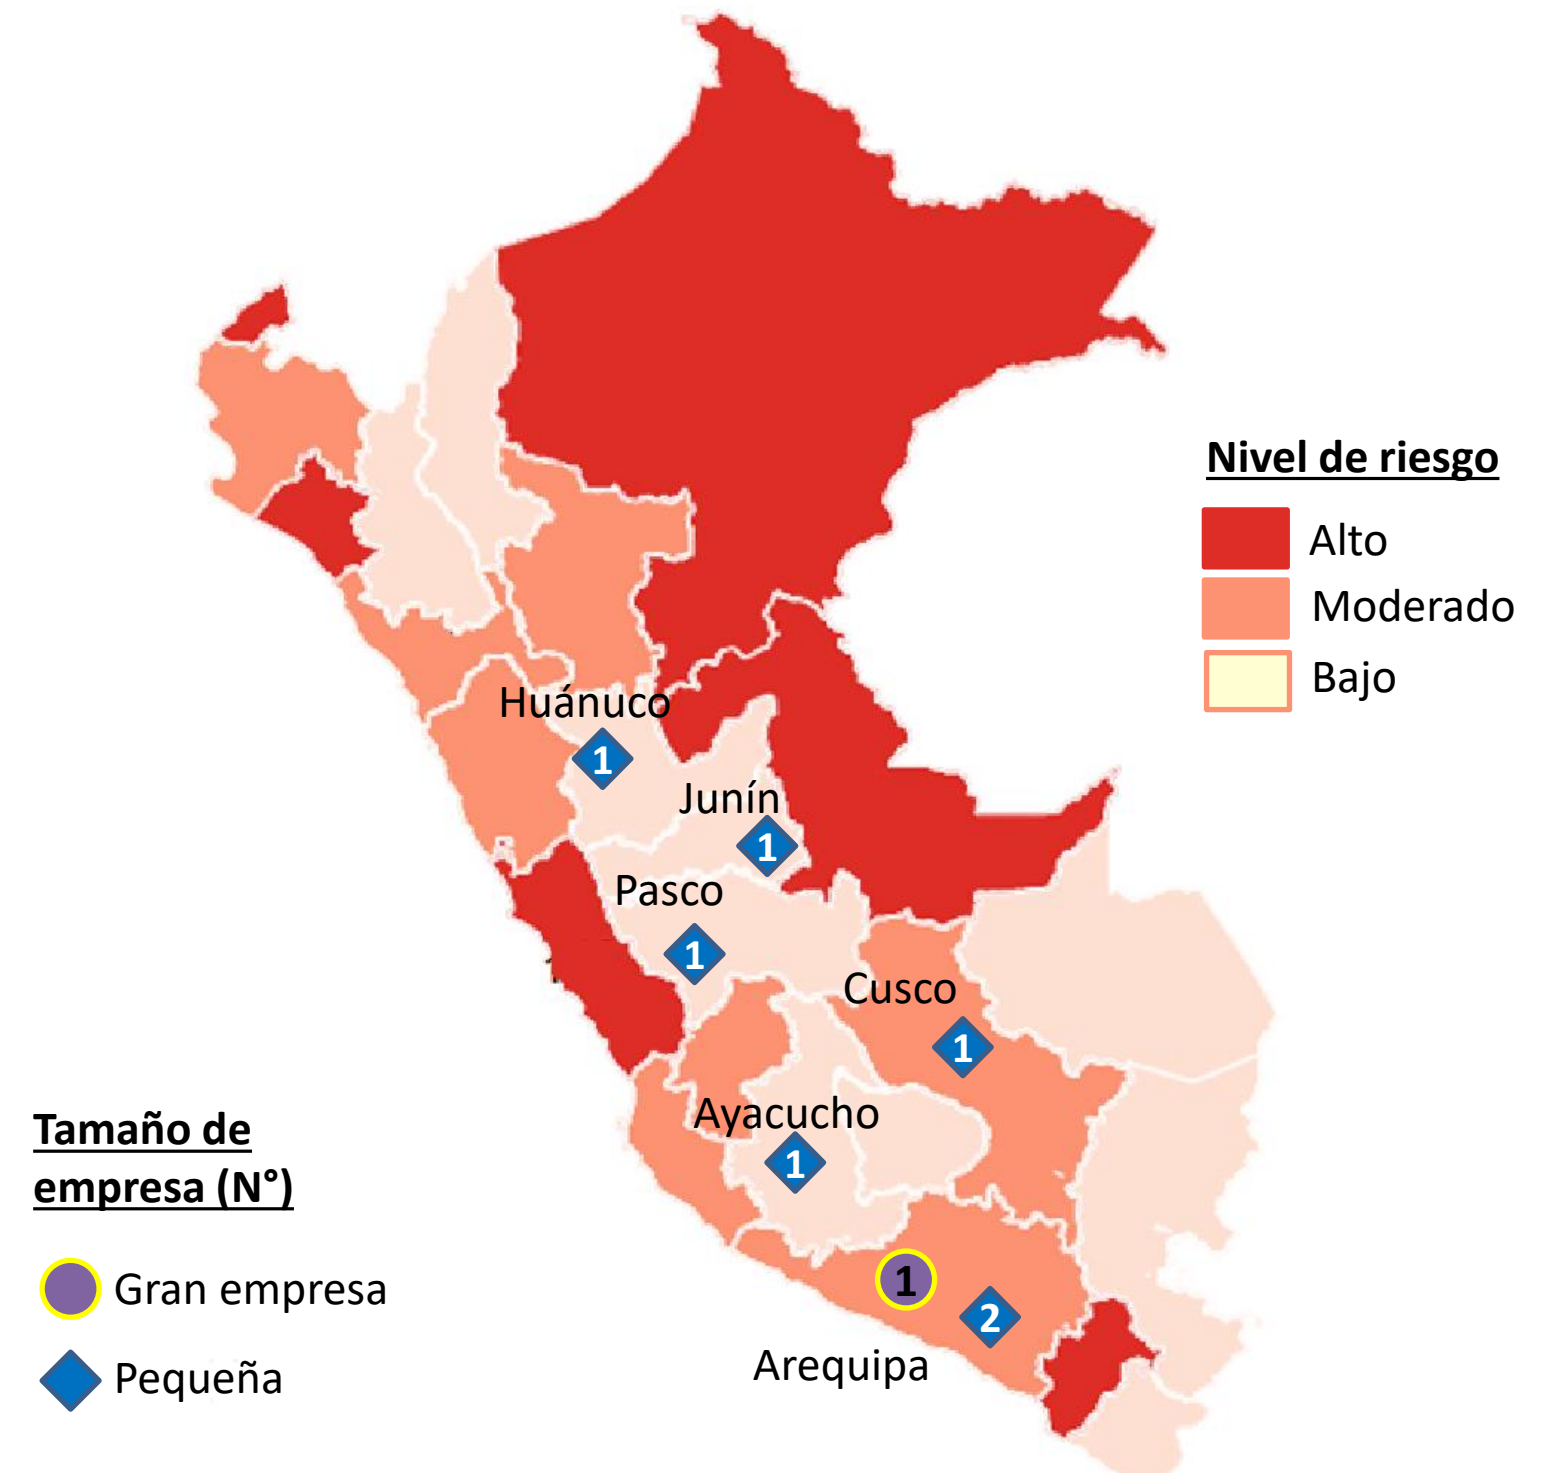 Nivel de riesgo
Alto
Moderado
Bajo
Huánuco
1
Junín
1
Pasco
1
Cusco
1
Ayacucho
1
1
2
Arequipa
Tamaño de
empresa (N°)
Gran empresa
Pequeña